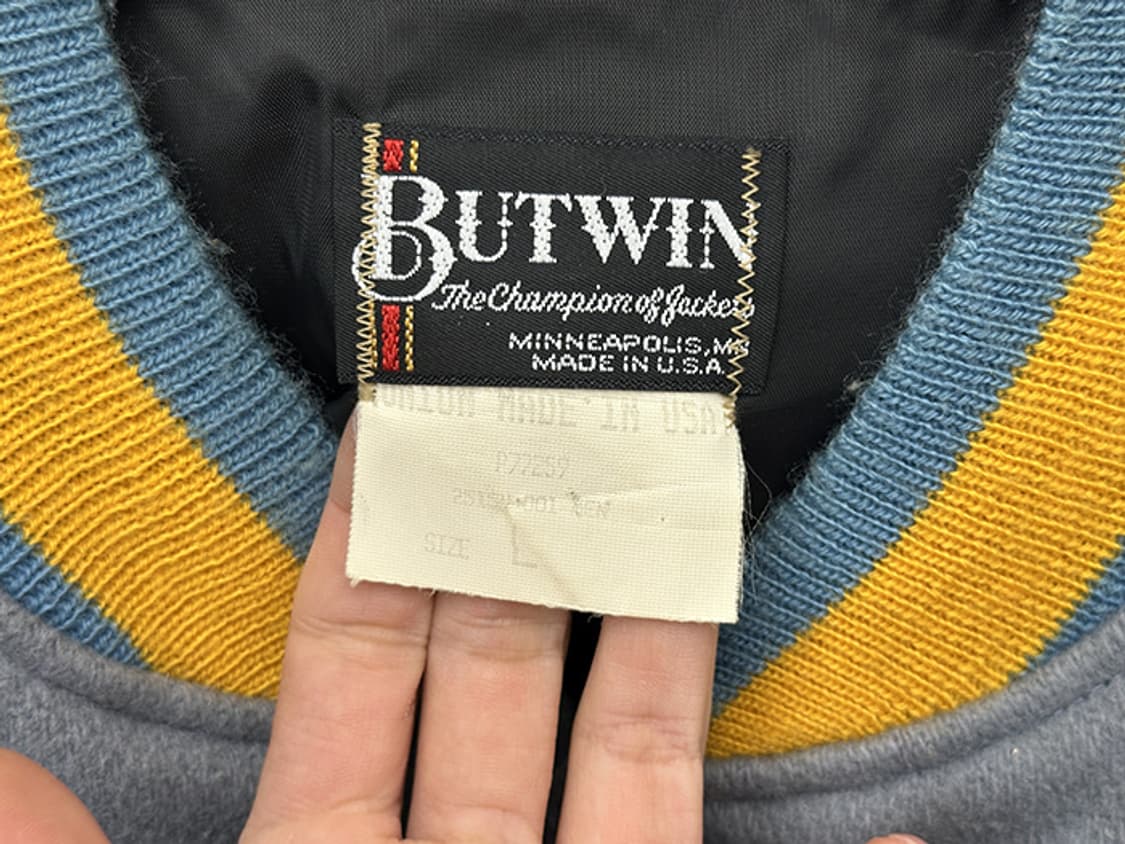 BUTWIN
The Champion of Jackets
MINNEAPOLIS, M
MADE IN U.S.A.
UNION MADE IN USA
SIZE L